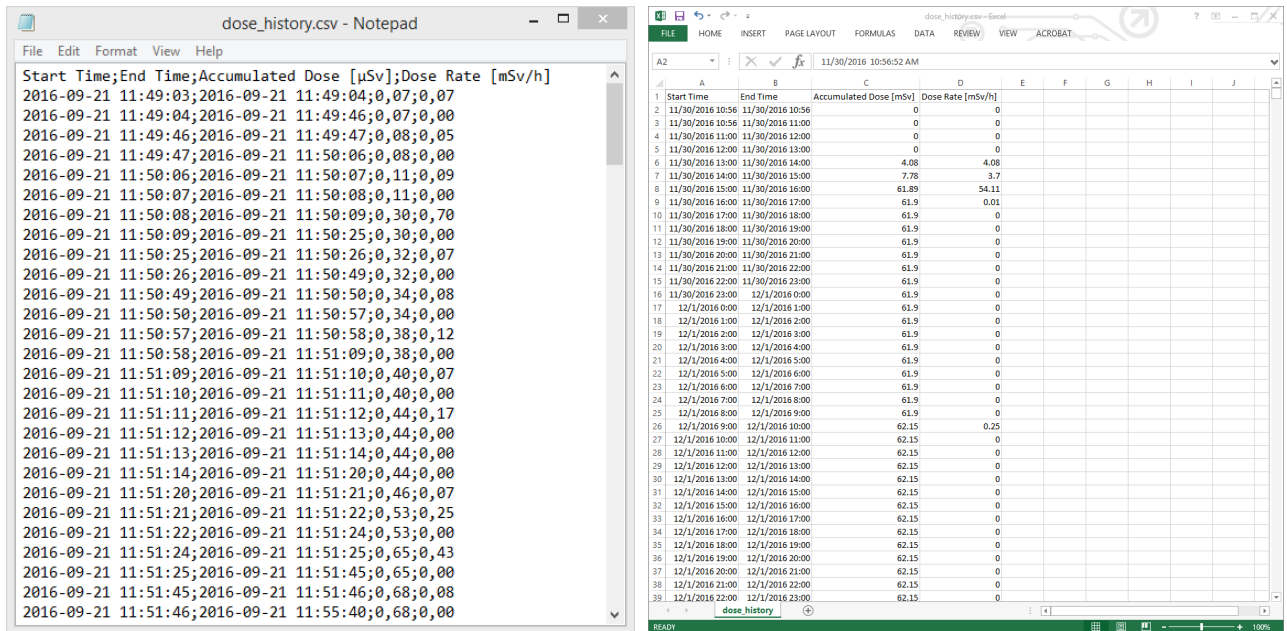 dose_history.csv - Notepad
File Edit Format View Help
Start Time;End Time;Accumulated Dose [µSv];Dose Rate [mSv/h]
2016-09-21 11:49:03;2016-09-21 11:49:04;0,07;0,07
2016-09-21 11:49:04;2016-09-21 11:49:46;0,07;0,00
2016-09-21 11:49:46;2016-09-21 11:49:47;0,08;0,05
2016-09-21 11:49:47;2016-09-21 11:50:06;0,08;0,00
2016-09-21 11:50:06;2016-09-21 11:50:07;0,11;0,09
2016-09-21 11:50:07;2016-09-21 11:50:08;0,11;0,00
2016-09-21 11:50:08;2016-09-21 11:50:09;0,30;0,70
2016-09-21 11:50:09;2016-09-21 11:50:25;0,30;0,00
2016-09-21 11:50:25;2016-09-21 11:50:26;0,32;0,07
2016-09-21 11:50:26;2016-09-21 11:50:49;0,32;0,00
2016-09-21 11:50:49;2016-09-21 11:50:50;0,34;0,08
2016-09-21 11:50:50;2016-09-21 11:50:57;0,34;0,00
2016-09-21 11:50:57;2016-09-21 11:50:58;0,38;0,12
2016-09-21 11:50:58;2016-09-21 11:51:09;0,38;0,00
2016-09-21 11:51:09;2016-09-21 11:51:10;0,40;0,07
2016-09-21 11:51:10;2016-09-21 11:51:11;0,40;0,00
2016-09-21 11:51:11;2016-09-21 11:51:12;0,44;0,17
2016-09-21 11:51:12;2016-09-21 11:51:13;0,44;0,00
2016-09-21 11:51:13;2016-09-21 11:51:14;0,44;0,00
2016-09-21 11:51:14;2016-09-21 11:51:20;0,44;0,00
2016-09-21 11:51:20;2016-09-21 11:51:21;0,46;0,07
2016-09-21 11:51:21;2016-09-21 11:51:22;0,53;0,25
2016-09-21 11:51:22;2016-09-21 11:51:24;0,53;0,00
2016-09-21 11:51:24;2016-09-21 11:51:25;0,65;0,43
2016-09-21 11:51:25;2016-09-21 11:51:45;0,65;0,00
2016-09-21 11:51:45;2016-09-21 11:51:46;0,68;0,08
2016-09-21 11:51:46;2016-09-21 11:55:40;0,68;0,00
dose_history.csv - Excel
FILE HOME INSERT PAGE LAYOUT FORMULAS DATA REVIEW VIEW ACROBAT
A2 fx 11/30/2016 10:56:52 AM
A B C D E F G H I J
1 Start Time End Time Accumulated Dose [mSv] Dose Rate [mSv/h]
2 11/30/2016 10:56 11/30/2016 10:56 0 0
3 11/30/2016 10:56 11/30/2016 11:00 0 0
4 11/30/2016 11:00 11/30/2016 12:00 0 0
5 11/30/2016 12:00 11/30/2016 13:00 0 0
6 11/30/2016 13:00 11/30/2016 14:00 4.08 4.08
7 11/30/2016 14:00 11/30/2016 15:00 7.78 3.7
8 11/30/2016 15:00 11/30/2016 16:00 61.89 54.11
9 11/30/2016 16:00 11/30/2016 17:00 61.9 0.01
10 11/30/2016 17:00 11/30/2016 18:00 61.9 0
11 11/30/2016 18:00 11/30/2016 19:00 61.9 0
12 11/30/2016 19:00 11/30/2016 20:00 61.9 0
13 11/30/2016 20:00 11/30/2016 21:00 61.9 0
14 11/30/2016 21:00 11/30/2016 22:00 61.9 0
15 11/30/2016 22:00 11/30/2016 23:00 61.9 0
16 11/30/2016 23:00 12/1/2016 0:00 61.9 0
17 12/1/2016 0:00 12/1/2016 1:00 61.9 0
18 12/1/2016 1:00 12/1/2016 2:00 61.9 0
19 12/1/2016 2:00 12/1/2016 3:00 61.9 0
20 12/1/2016 3:00 12/1/2016 4:00 61.9 0
21 12/1/2016 4:00 12/1/2016 5:00 61.9 0
22 12/1/2016 5:00 12/1/2016 6:00 61.9 0
23 12/1/2016 6:00 12/1/2016 7:00 61.9 0
24 12/1/2016 7:00 12/1/2016 8:00 61.9 0
25 12/1/2016 8:00 12/1/2016 9:00 61.9 0
26 12/1/2016 9:00 12/1/2016 10:00 62.15 0.25
27 12/1/2016 10:00 12/1/2016 11:00 62.15 0
28 12/1/2016 11:00 12/1/2016 12:00 62.15 0
29 12/1/2016 12:00 12/1/2016 13:00 62.15 0
30 12/1/2016 13:00 12/1/2016 14:00 62.15 0
31 12/1/2016 14:00 12/1/2016 15:00 62.15 0
32 12/1/2016 15:00 12/1/2016 16:00 62.15 0
33 12/1/2016 16:00 12/1/2016 17:00 62.15 0
34 12/1/2016 17:00 12/1/2016 18:00 62.15 0
35 12/1/2016 18:00 12/1/2016 19:00 62.15 0
36 12/1/2016 19:00 12/1/2016 20:00 62.15 0
37 12/1/2016 20:00 12/1/2016 21:00 62.15 0
38 12/1/2016 21:00 12/1/2016 22:00 62.15 0
39 12/1/2016 22:00 12/1/2016 23:00 62.15 0
dose_history
READY 100%